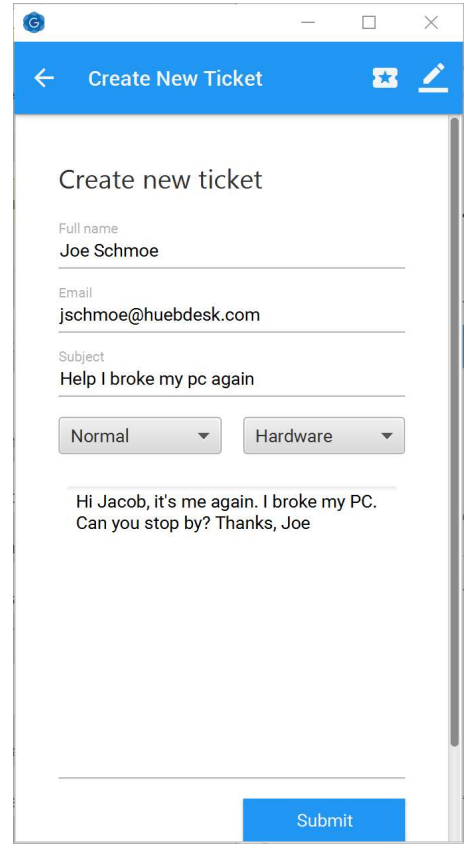 G
Create New Ticket
Create new ticket
Full name
Joe Schmoe
Email
jschmoe@huebdesk.com
Subject
Help I broke my pc again
Normal Hardware
Hi Jacob, it's me again. I broke my PC.
Can you stop by? Thanks, Joe
Submit